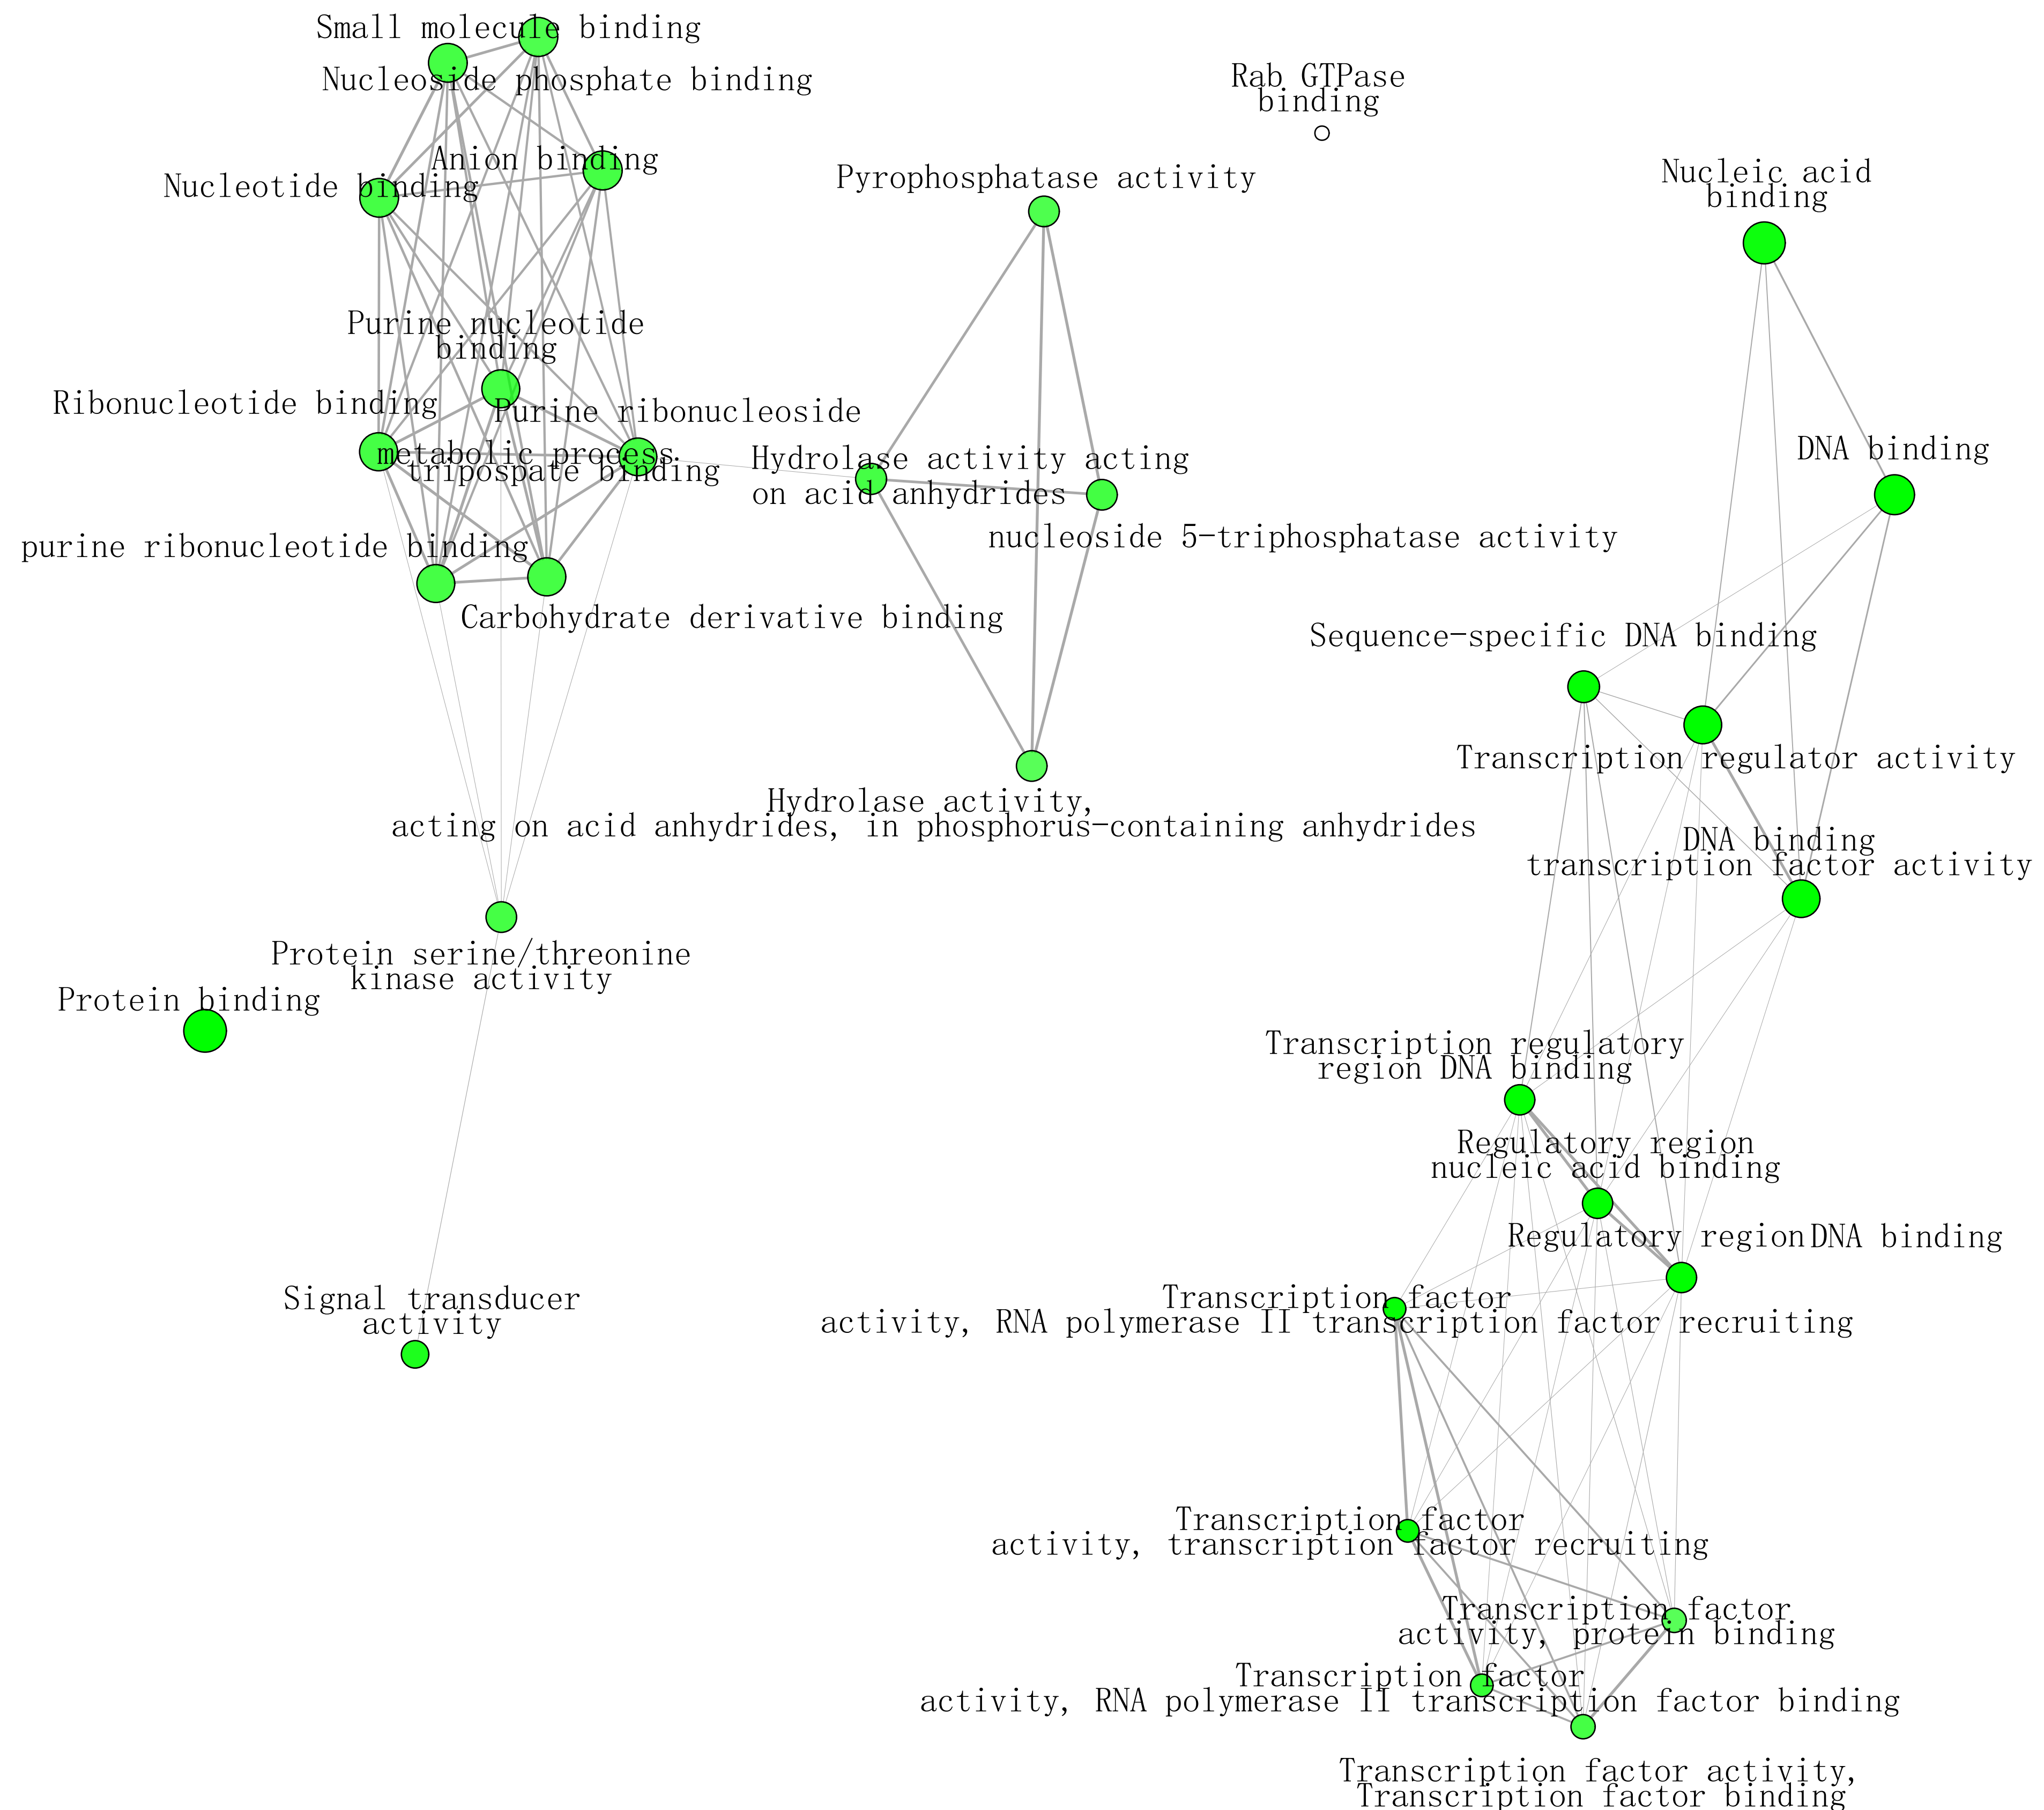 Small molecule binding
Nucleoside phosphate binding
Rab GTPase
binding
Anion binding
Nucleotide binding
Pyrophosphatase activity
Nucleic acid
binding
Purine nucleotide
binding
Ribonucleotide binding
Purine ribonucleoside
metabolic process
tripospate binding
Hydrolase activity acting
on acid anhydrides
DNA binding
nucleoside 5-triphosphatase activity
purine ribonucleotide binding
Carbohydrate derivative binding
Sequence-specific DNA binding
Transcription regulator activity
Hydrolase activity,
acting on acid anhydrides, in phosphorus-containing anhydrides
DNA binding
transcription factor activity
Protein serine/threonine
kinase activity
Protein binding
Transcription regulatory
region DNA binding
Regulatory region
nucleic acid binding
Regulatory region DNA binding
Signal transducer
activity
Transcription factor
activity, RNA polymerase II transcription factor recruiting
Transcription factor
activity, transcription factor recruiting
Transcription factor
activity, protein binding
Transcription factor
activity, RNA polymerase II transcription factor binding
Transcription factor activity,
Transcription factor binding